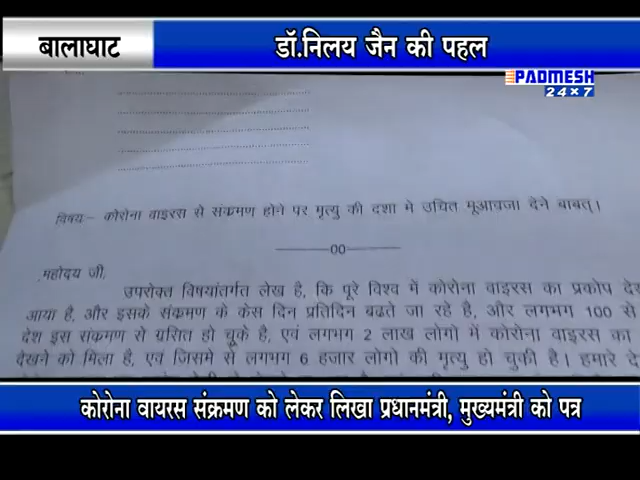 बालाघाट
डॉ.निलय जैन की पहल
PADMESH
24×7
विषय:- कोरोना वाइरस से संक्रमण होने पर मृत्यु की दशा मे उचित मूआवजा देने बाबत्।
00
महोदय जी,
उपरोक्त विषयांतर्गत लेख है, कि पूरे विश्व में कोरोना वाइरस का प्रकोप
आया है, और इसके संक्रमण के केस दिन प्रतिदिन बढते जा रहे है, और लगभग 100 से
देश इस संक्रमण से ग्रसित हो चूके है, एवं लगभग 2 लाख लोगो में कोरोना वाइरस का
देखने को मिला है, एवं जिसमे से लगभग 6 हजार लोगो की मृत्यु हो चुकी है। हमारे
कोरोना वायरस संक्रमण को लेकर लिखा प्रधानमंत्री, मुख्यमंत्री को पत्र